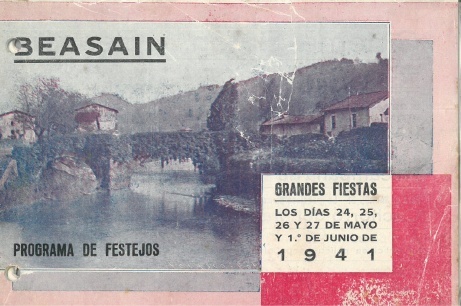 BEASAIN
GRANDES FIESTAS
LOS DÍAS 24, 25,
26 Y 27 DE MAYO
Y 1.º DE JUNIO DE
1941
PROGRAMA DE FESTEJOS